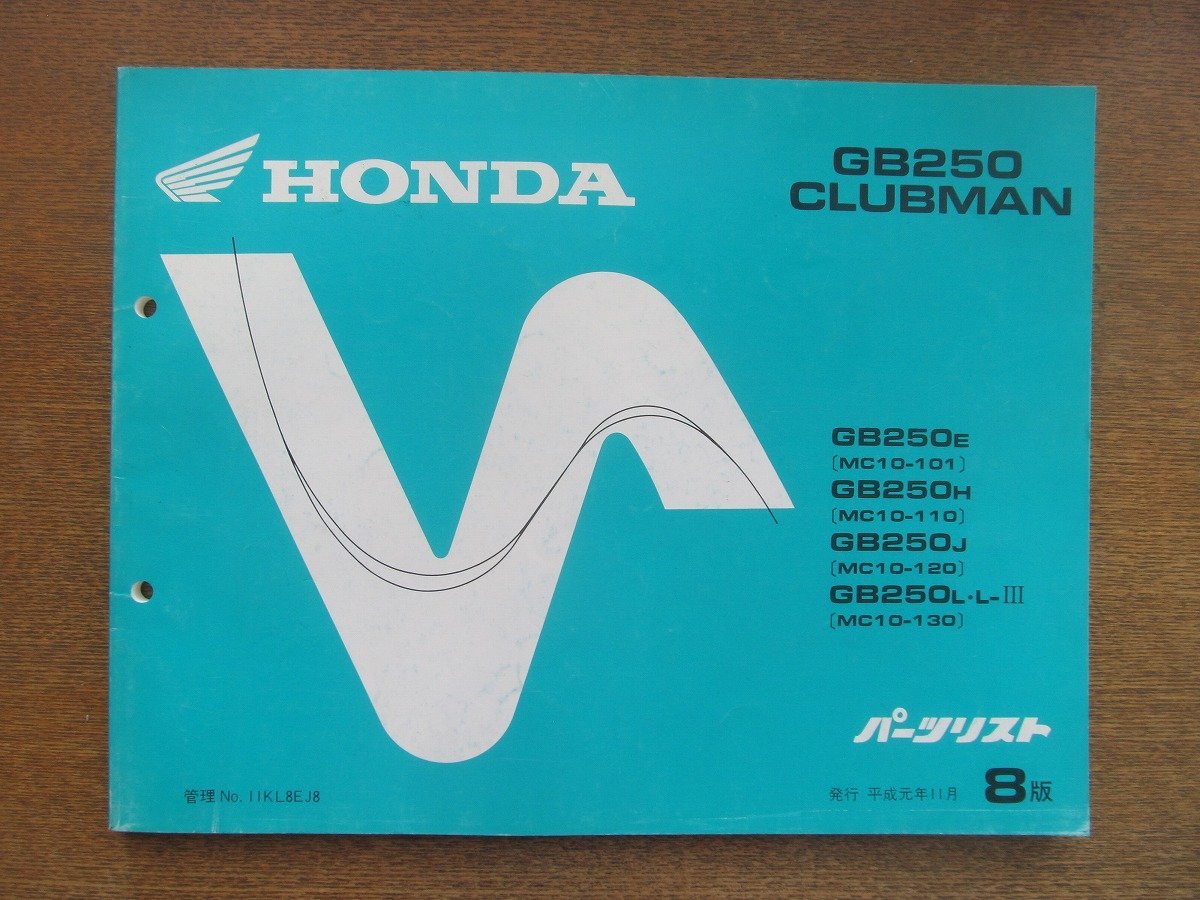 HONDA
GB250
CLUBMAN
GB250E
〔MC10-101〕
GB250H
〔MC10-110〕
GB250J
〔MC10-120〕
GB250L・L-III
〔MC10-130〕
パーツリスト
管理 No. 11KL8EJ8
発行 平成元年11月 8版